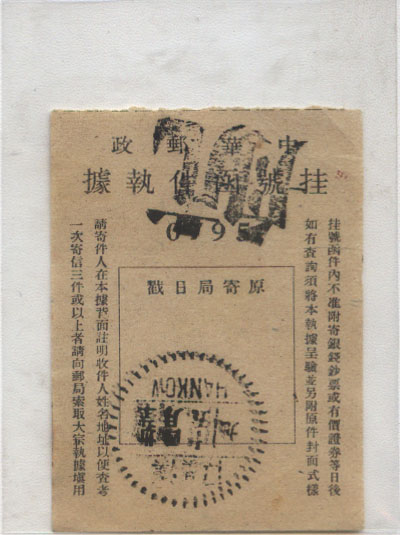 中華郵政
挂號函件執據
6 95
挂號函件內不准附寄銀錢鈔票或有價證券等日後
如有查詢須將本執據呈驗並另附原件封面式樣
原寄局日戳
HANKOW
請寄件人在本據背面註明收件人姓名地址以便查考
一次寄信三件或以上者請向郵局索取大宗執據填用